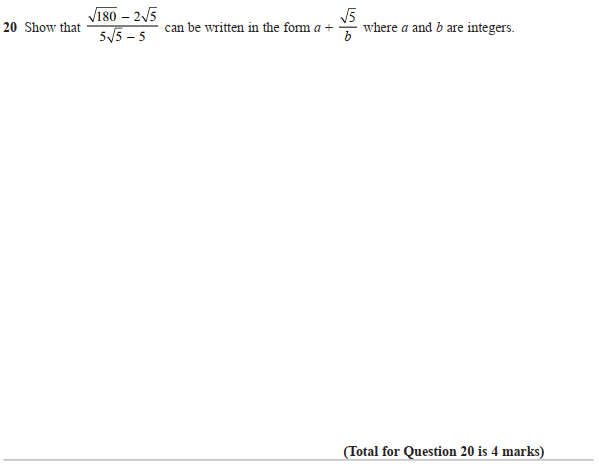 20 Show that (√180 – 2√5)/(5√5 – 5) can be written in the form a + √5/b where a and b are integers.
(Total for Question 20 is 4 marks)